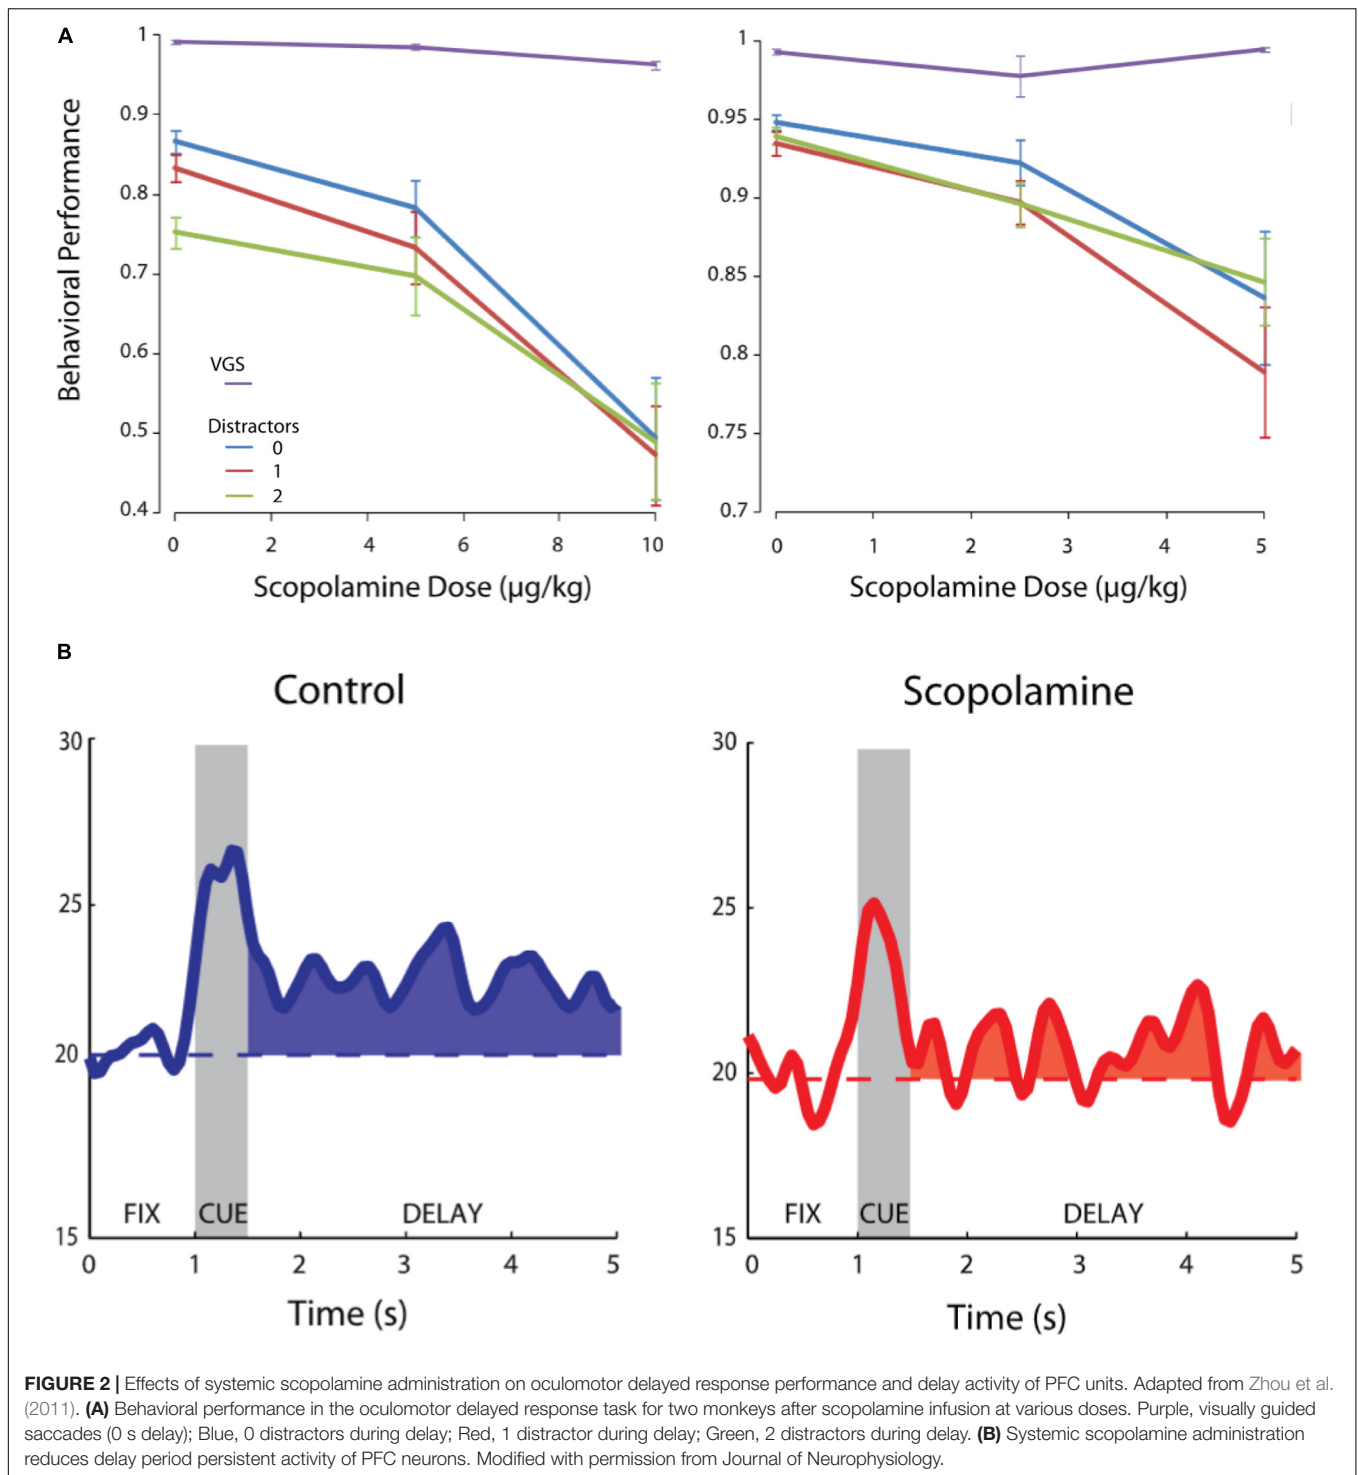 A
1
0.9
0.8
0.7
0.6
0.5
0.4
Behavioral Performance
VGS
Distractors
0
1
2
0 2 4 6 8 10
Scopolamine Dose (µg/kg)
1
0.95
0.9
0.85
0.8
0.75
0.7
0 1 2 3 4 5
Scopolamine Dose (µg/kg)
B
Control
30
25
20
15
FIX CUE DELAY
0 1 2 3 4 5
Time (s)
Scopolamine
30
25
20
15
FIX CUE DELAY
0 1 2 3 4 5
Time (s)
FIGURE 2 | Effects of systemic scopolamine administration on oculomotor delayed response performance and delay activity of PFC units. Adapted from Zhou et al.
(2011). (A) Behavioral performance in the oculomotor delayed response task for two monkeys after scopolamine infusion at various doses. Purple, visually guided
saccades (0 s delay); Blue, 0 distractors during delay; Red, 1 distractor during delay; Green, 2 distractors during delay. (B) Systemic scopolamine administration
reduces delay period persistent activity of PFC neurons. Modified with permission from Journal of Neurophysiology.